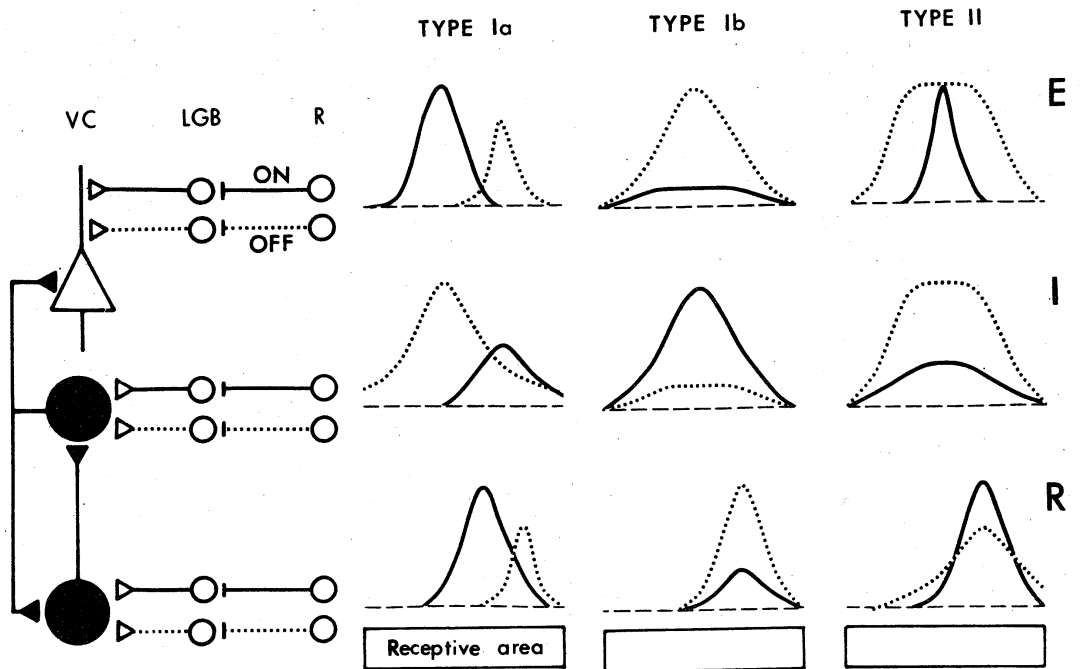 TYPE Ia
TYPE Ib
TYPE II
E
VC
LGB
R
ON
OFF
I
R
Receptive area